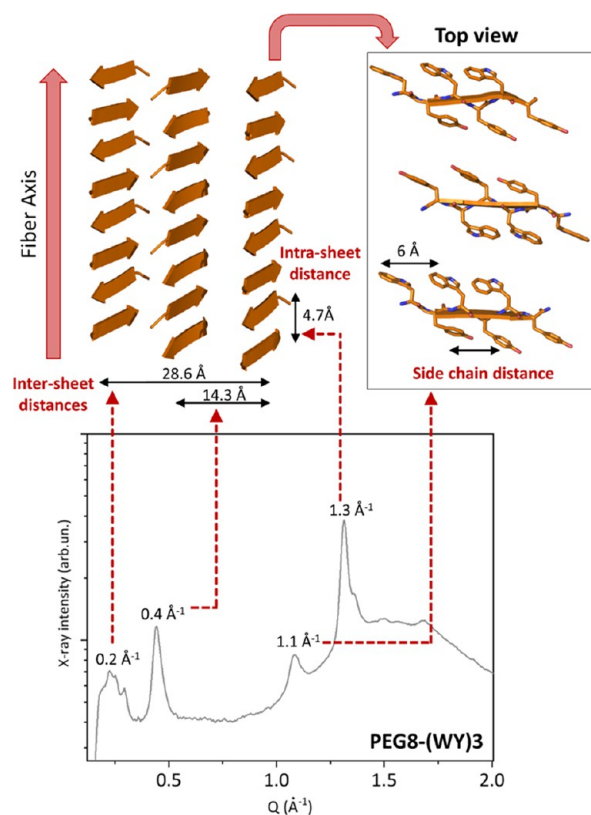 Top view
Fiber Axis
Intra-sheet
distance
6 Å
4.7Å
Side chain distance
Inter-sheet
distances
28.6 Å
14.3 Å
1.3 Å⁻¹
0.4 Å⁻¹
1.1 Å⁻¹
0.2 Å⁻¹
X-ray intensity (arb.un.)
PEG8-(WY)3
0.5
1.0
1.5
2.0
Q (Å⁻¹)